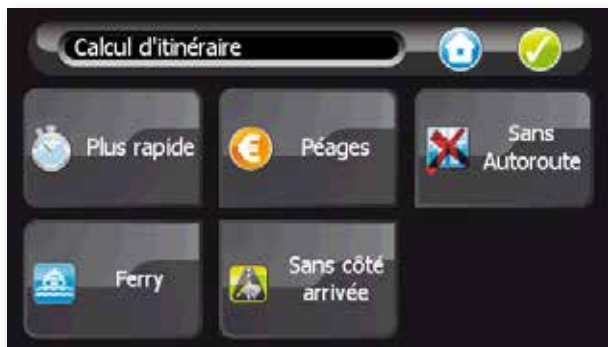 Calcul d'itinéraire
Plus rapide
Péages
Sans
Autoroute
Ferry
Sans côté
arrivée